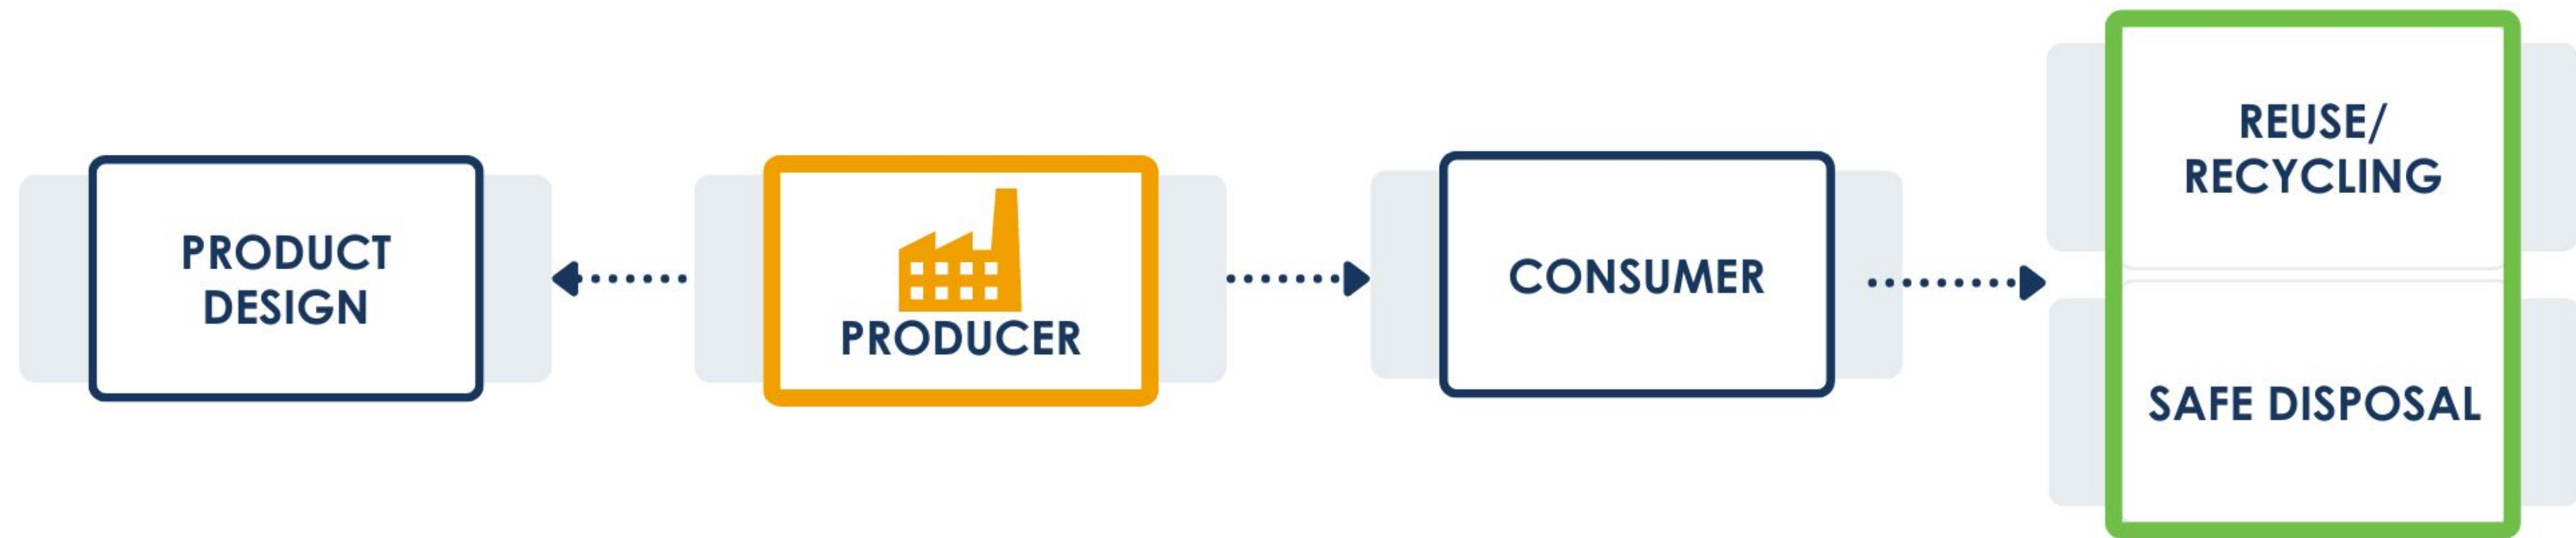 PRODUCT
DESIGN
PRODUCER
CONSUMER
REUSE/
RECYCLING
SAFE DISPOSAL